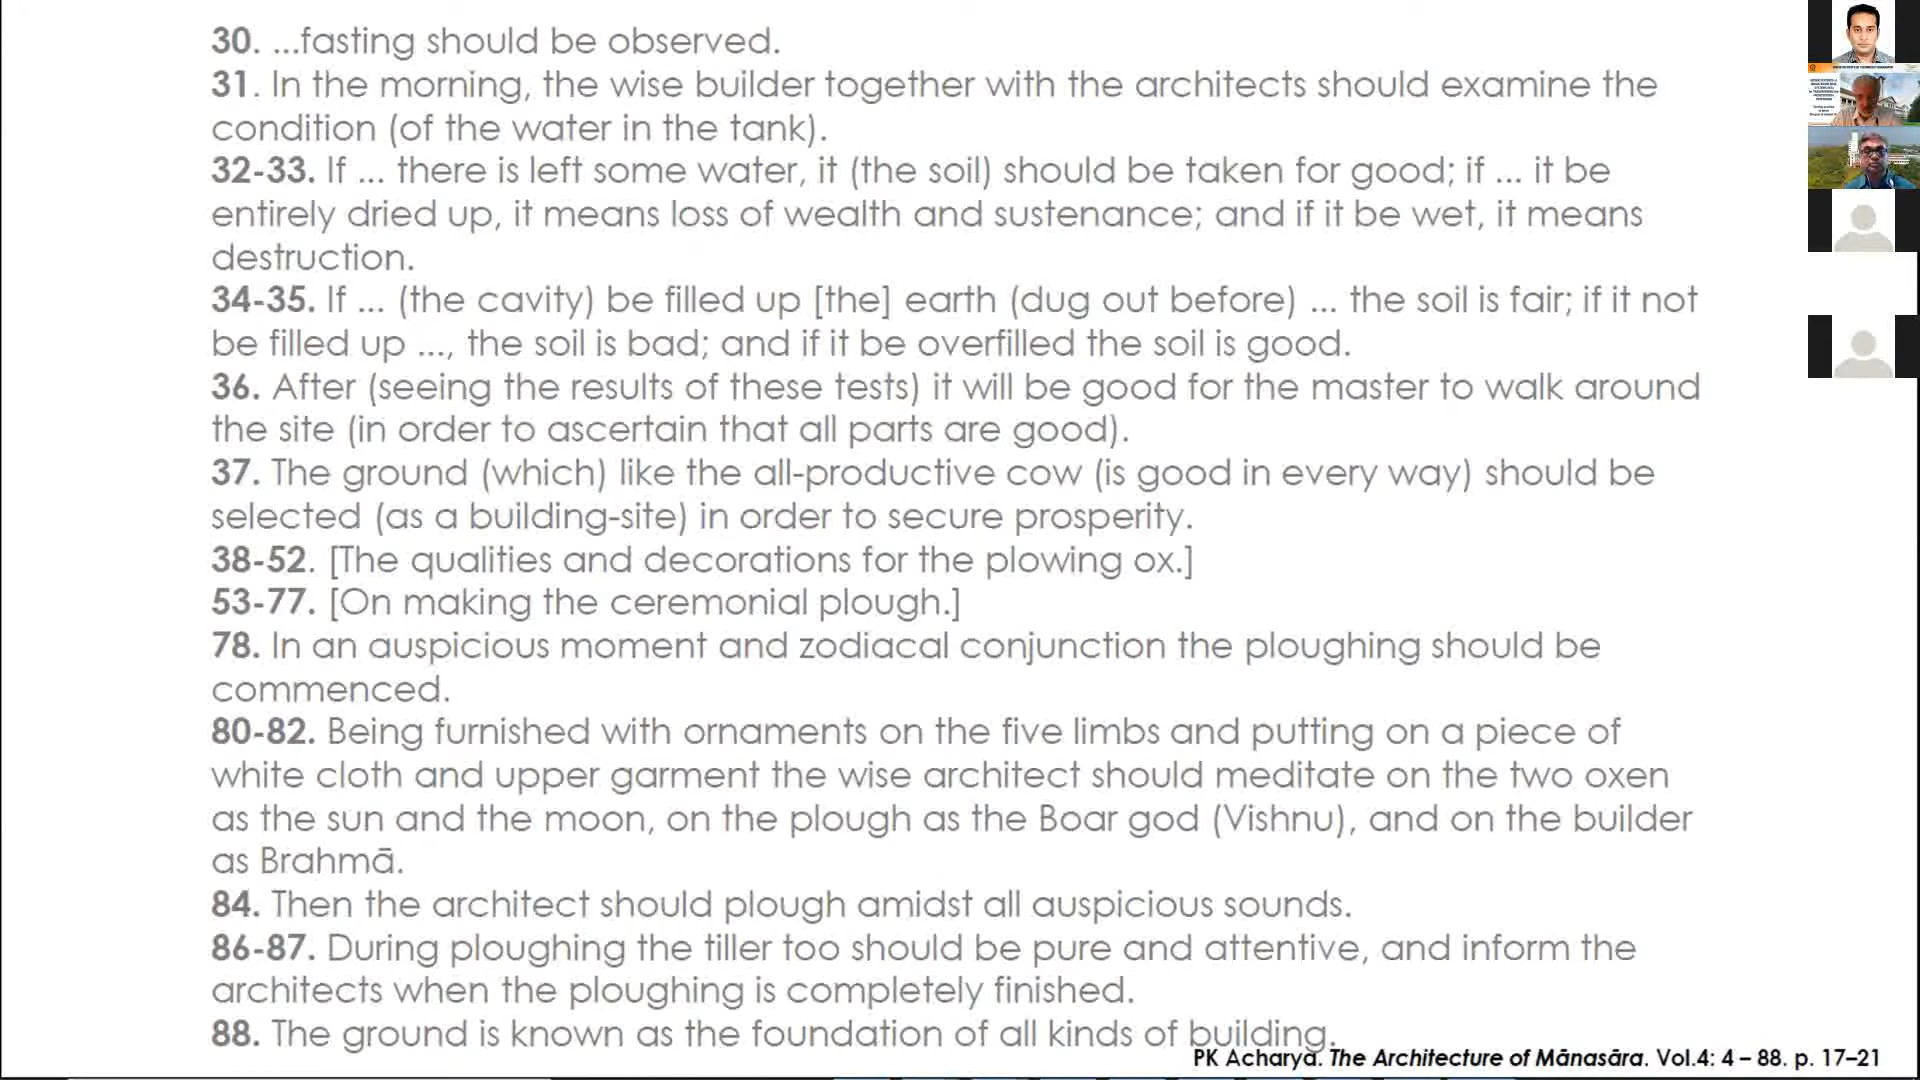 30. ...fasting should be observed.
31. In the morning, the wise builder together with the architects should examine the
condition (of the water in the tank).
32-33. If ... there is left some water, it (the soil) should be taken for good; if ... it be
entirely dried up, it means loss of wealth and sustenance; and if it be wet, it means
destruction.
34-35. If ... (the cavity) be filled up [the] earth (dug out before) ... the soil is fair; if it not
be filled up ..., the soil is bad; and if it be overfilled the soil is good.
36. After (seeing the results of these tests) it will be good for the master to walk around
the site (in order to ascertain that all parts are good).
37. The ground (which) like the all-productive cow (is good in every way) should be
selected (as a building-site) in order to secure prosperity.
38-52. [The qualities and decorations for the plowing ox.]
53-77. [On making the ceremonial plough.]
78. In an auspicious moment and zodiacal conjunction the ploughing should be
commenced.
80-82. Being furnished with ornaments on the five limbs and putting on a piece of
white cloth and upper garment the wise architect should meditate on the two oxen
as the sun and the moon, on the plough as the Boar god (Vishnu), and on the builder
as Brahmā.
84. Then the architect should plough amidst all auspicious sounds.
86-87. During ploughing the tiller too should be pure and attentive, and inform the
architects when the ploughing is completely finished.
88. The ground is known as the foundation of all kinds of building.
PK Acharya. The Architecture of Mānasāra. Vol.4: 4 – 88. p. 17–21